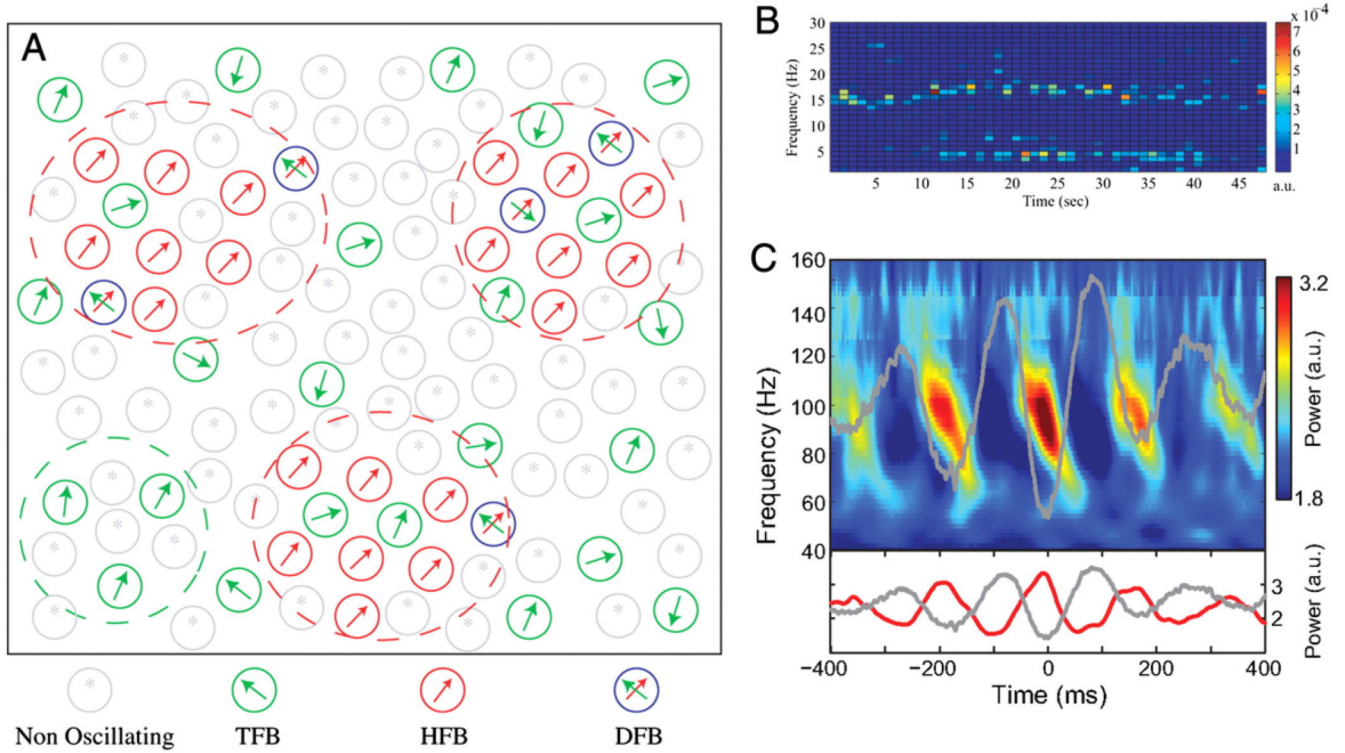 A
Non Oscillating
TFB
HFB
DFB
B
Frequency (Hz)
30
25
20
15
10
5
5 10 15 20 25 30 35 40 45
Time (sec)
x 10⁻⁴
7
6
5
4
3
2
1
a.u.
C
Frequency (Hz)
160
140
120
100
80
60
40
3.2
Power (a.u.)
1.8
3
2
Power (a.u.)
−400 −200 0 200 400
Time (ms)